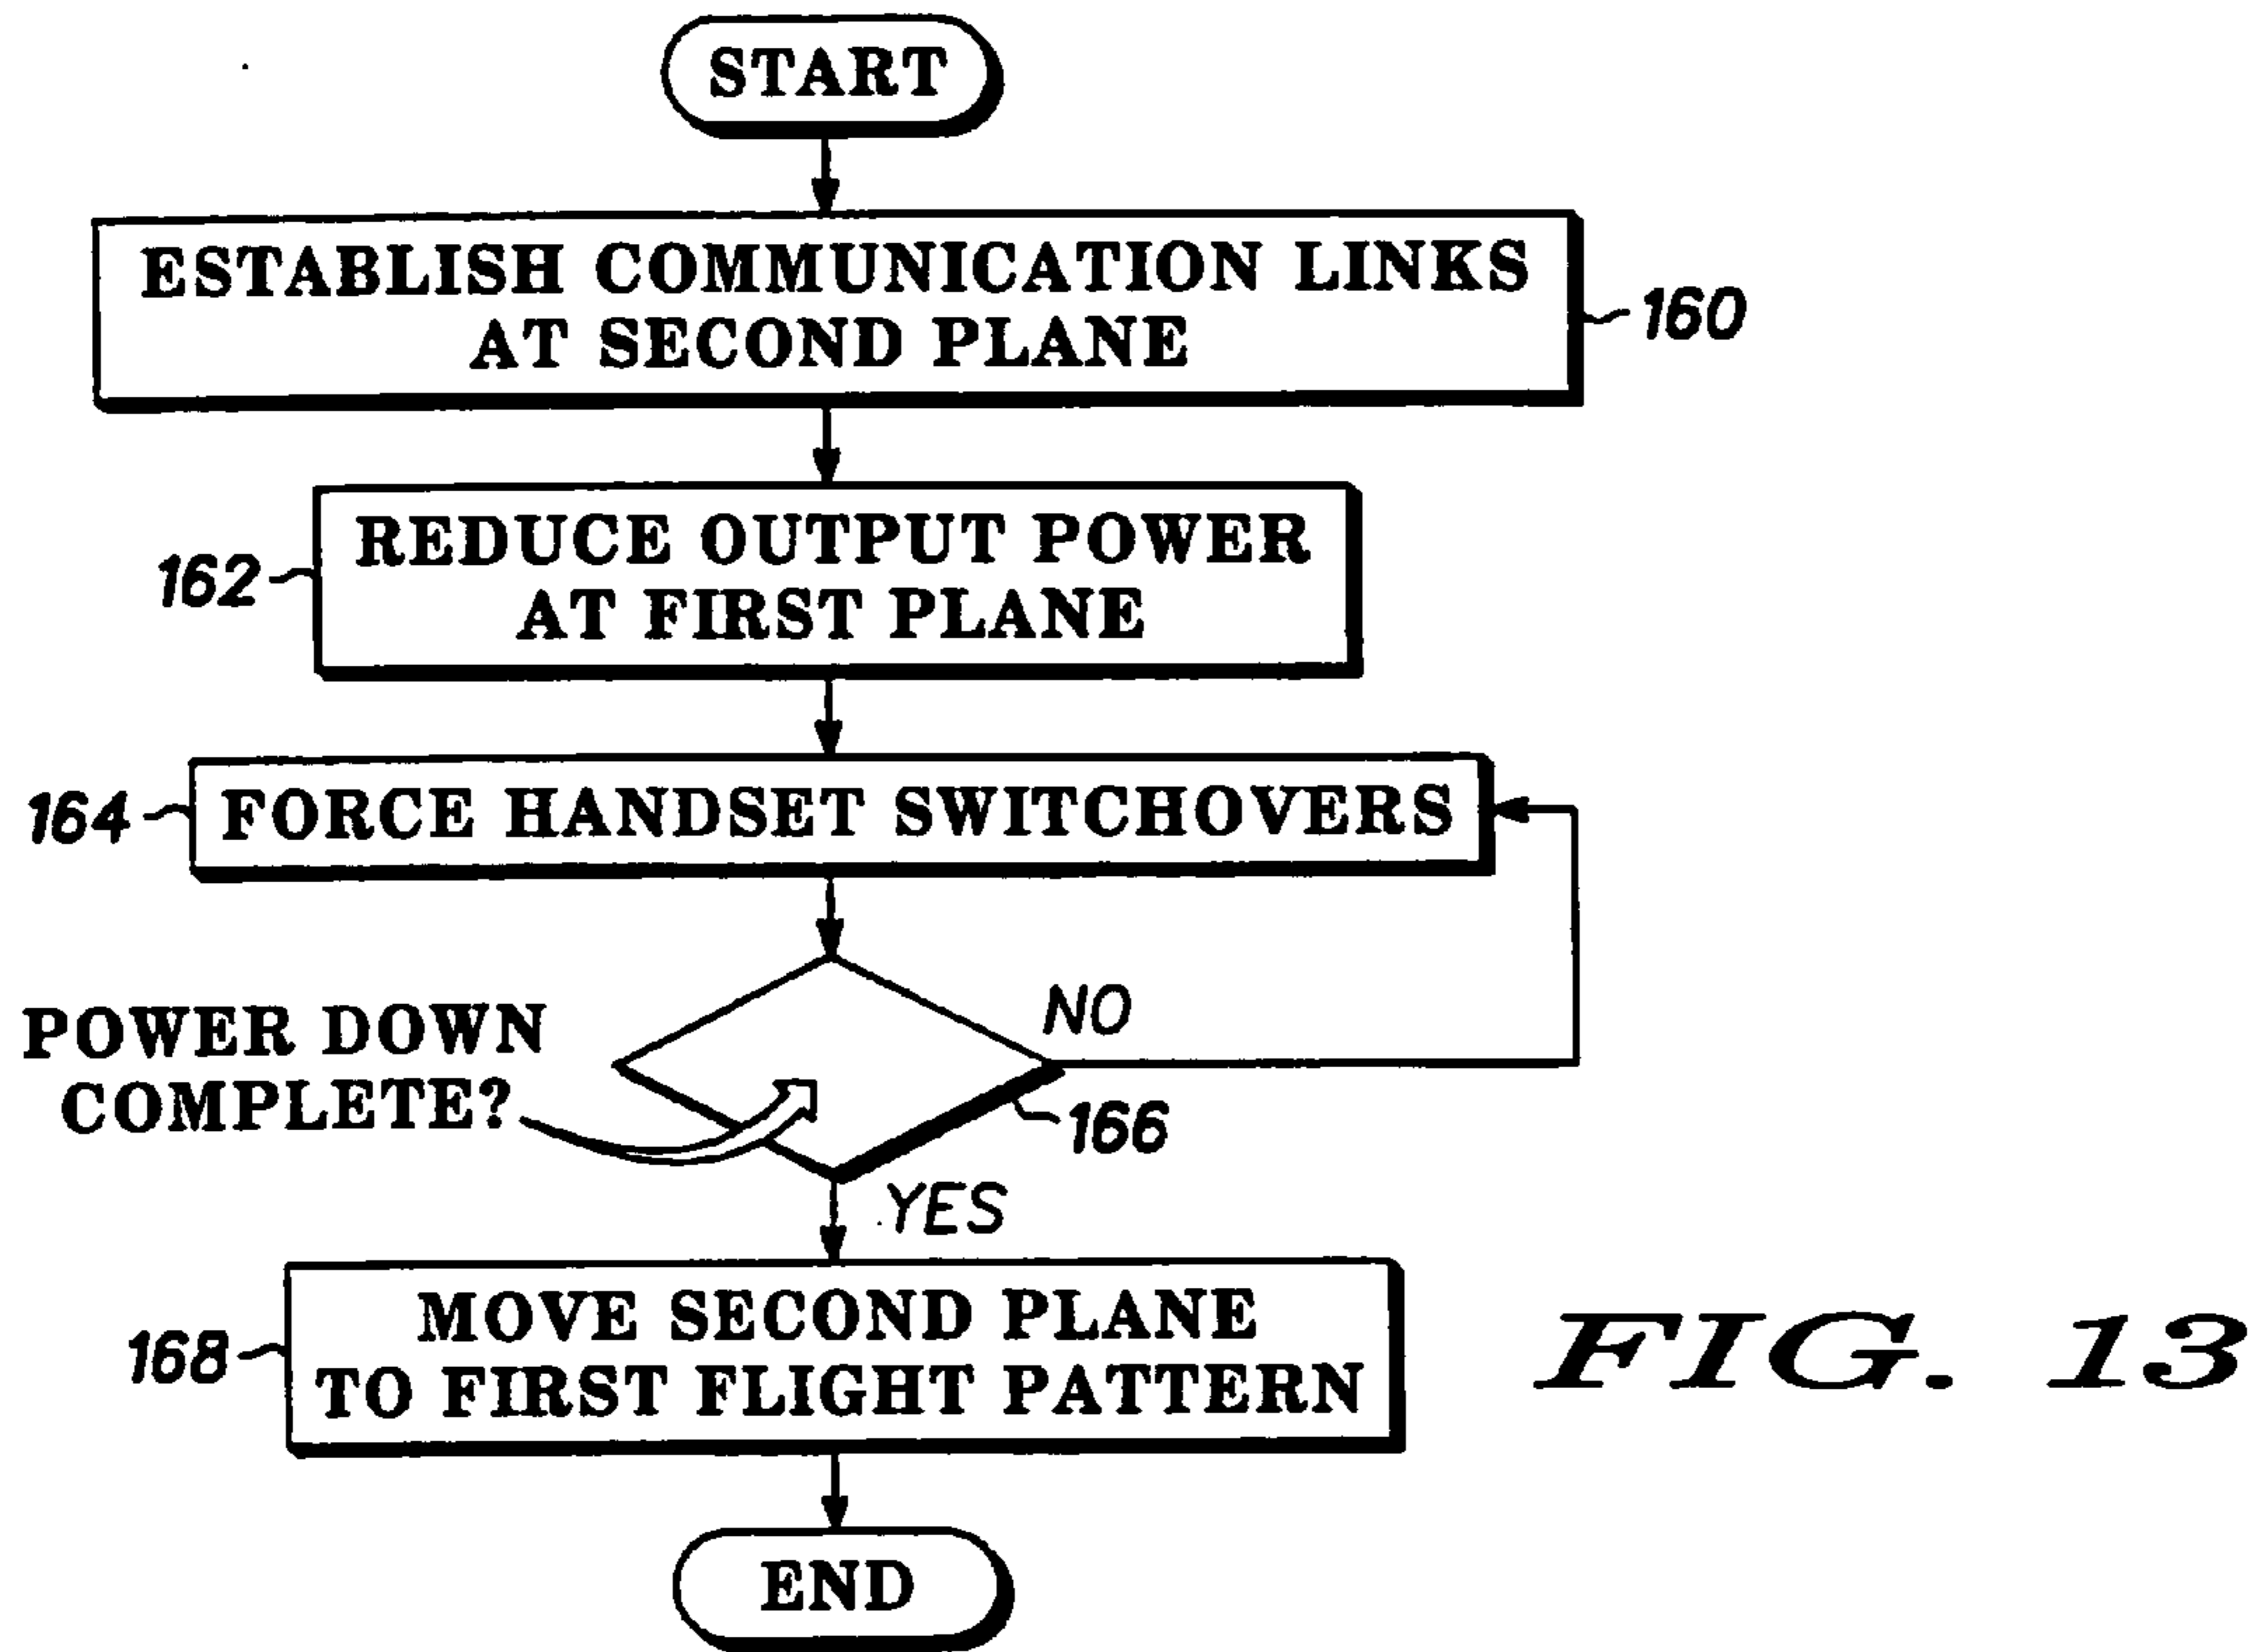 START
ESTABLISH COMMUNICATION LINKS
AT SECOND PLANE
160
REDUCE OUTPUT POWER
AT FIRST PLANE
162
FORCE HANDSET SWITCHOVERS
164
POWER DOWN
COMPLETE?
NO
166
YES
MOVE SECOND PLANE
TO FIRST FLIGHT PATTERN
168
END
FIG. 13